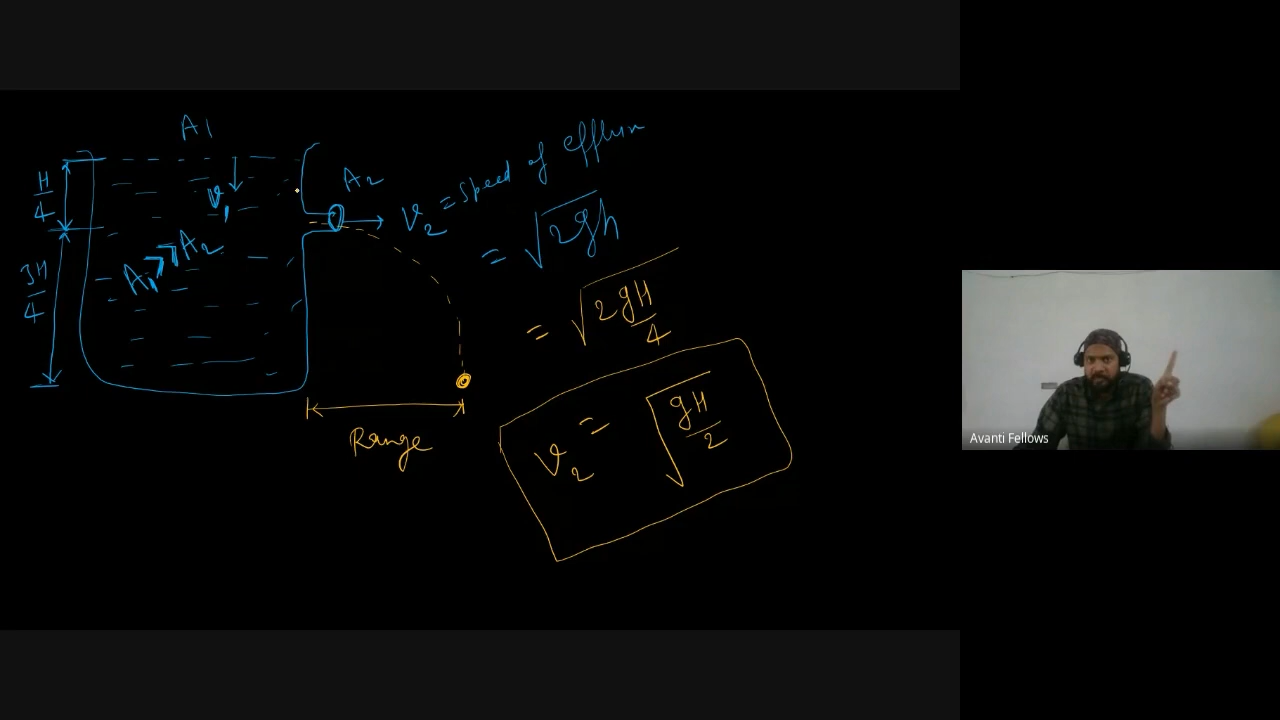 A1
H/4
A2
v2 = Speed of efflux
v1
= √2gh
A1 >> A2
3H/4
= √2gH/4
v2 = √gH/2
Range
Avanti Fellows